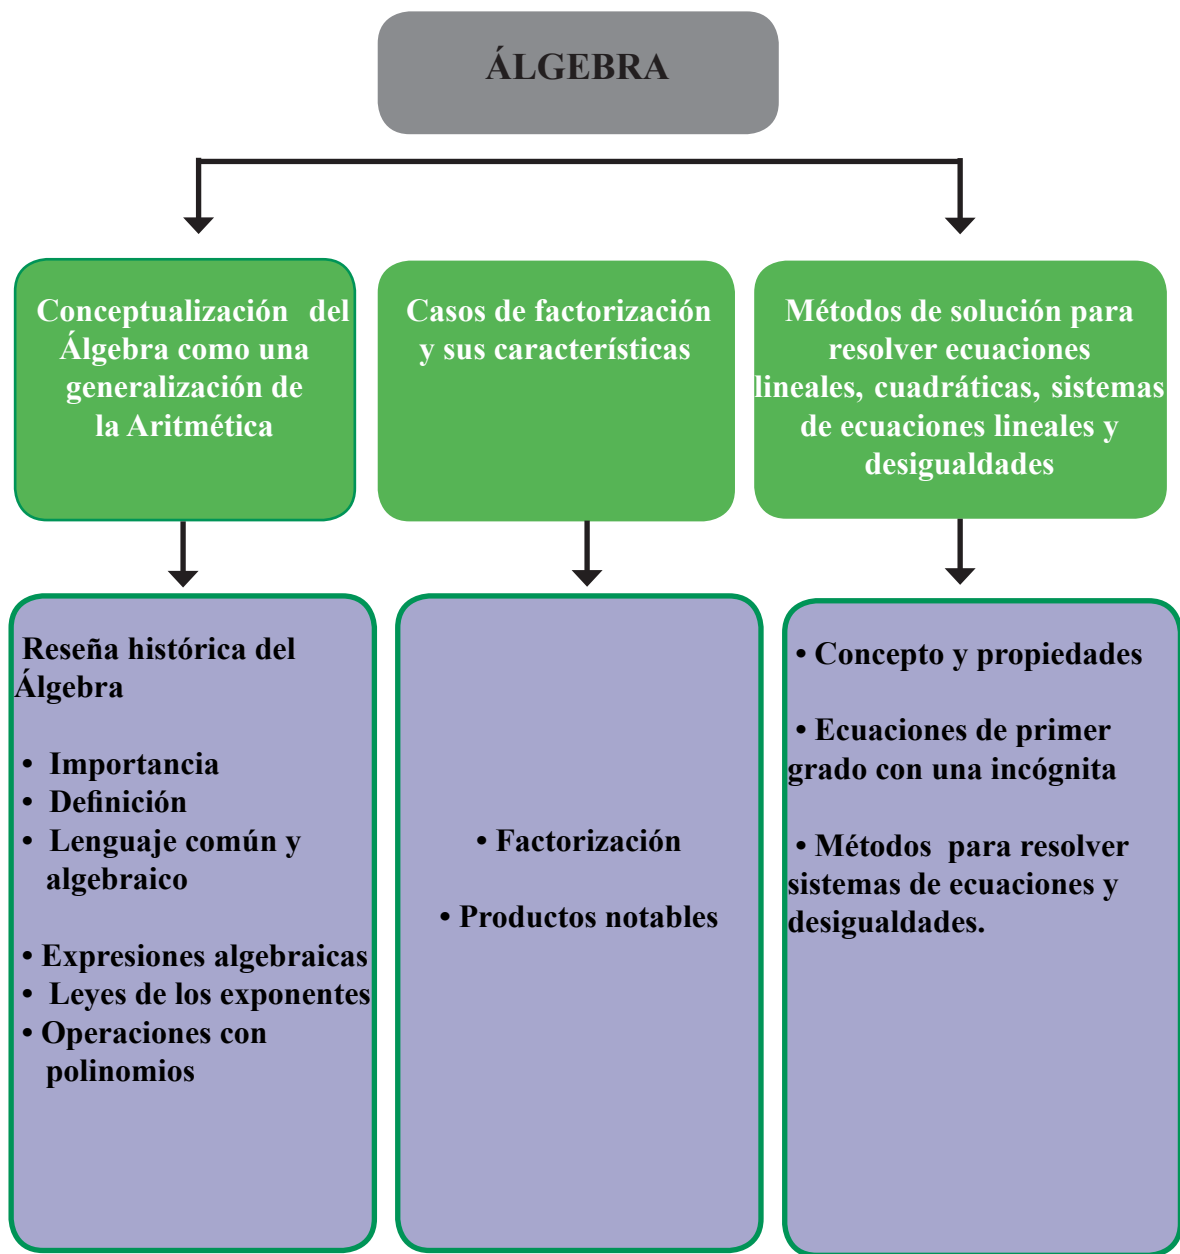 ÁLGEBRA
Conceptualización del
Álgebra como una
generalización de
la Aritmética
Casos de factorización
y sus características
Métodos de solución para
resolver ecuaciones
lineales, cuadráticas, sistemas
de ecuaciones lineales y
desigualdades
Reseña histórica del
Álgebra
• Importancia
• Definición
• Lenguaje común y
algebraico
• Expresiones algebraicas
• Leyes de los exponentes
• Operaciones con
polinomios
• Factorización
• Productos notables
• Concepto y propiedades
• Ecuaciones de primer
grado con una incógnita
• Métodos para resolver
sistemas de ecuaciones y
desigualdades.